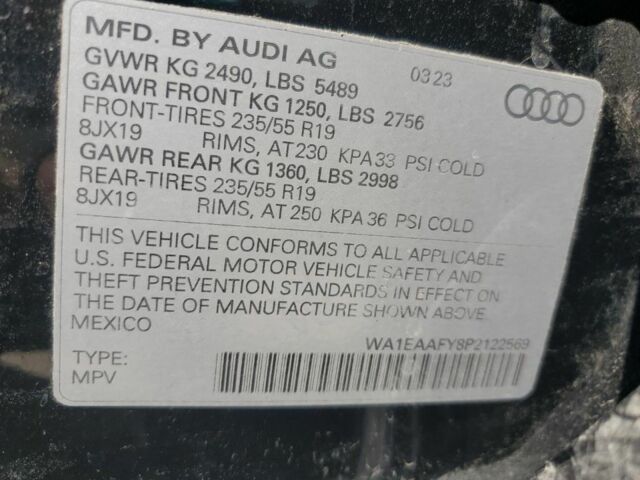 MFD. BY AUDI AG 0323
GVWR KG 2490, LBS 5489
GAWR FRONT KG 1250, LBS 2756
FRONT-TIRES 235/55 R19
8JX19 RIMS, AT 230 KPA 33 PSI COLD
GAWR REAR KG 1360, LBS 2998
REAR-TIRES 235/55 R19
8JX19 RIMS, AT 250 KPA 36 PSI COLD
THIS VEHICLE CONFORMS TO ALL APPLICABLE
U.S. FEDERAL MOTOR VEHICLE SAFETY AND
THEFT PREVENTION STANDARDS IN EFFECT ON
THE DATE OF MANUFACTURE SHOWN ABOVE
MEXICO
WA1EAAFY8P2122569
TYPE:
MPV